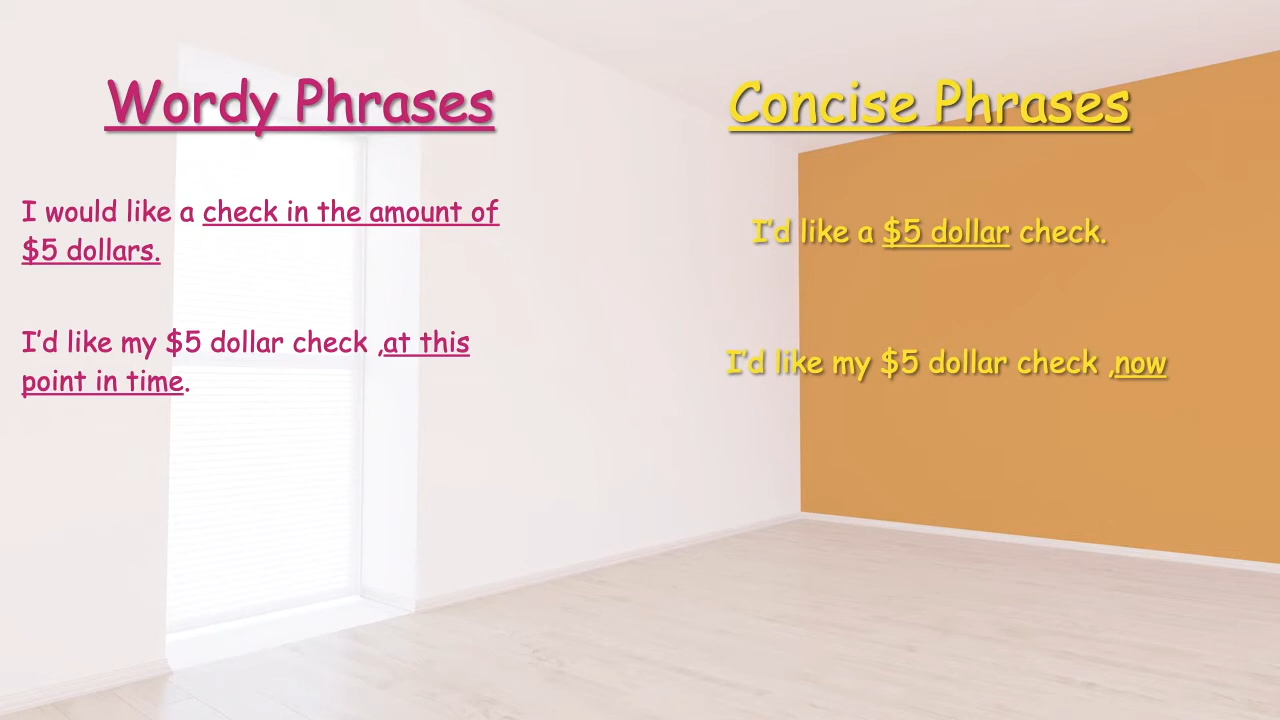 Wordy Phrases
I would like a check in the amount of
$5 dollars.
I'd like my $5 dollar check ,at this
point in time.
Concise Phrases
I'd like a $5 dollar check.
I'd like my $5 dollar check ,now